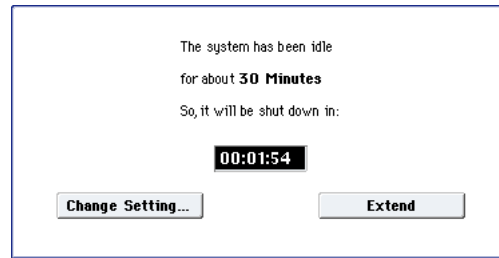 The system has been idle
for about 30 Minutes
So, it will be shut down in:
00:01:54
Change Setting... Extend